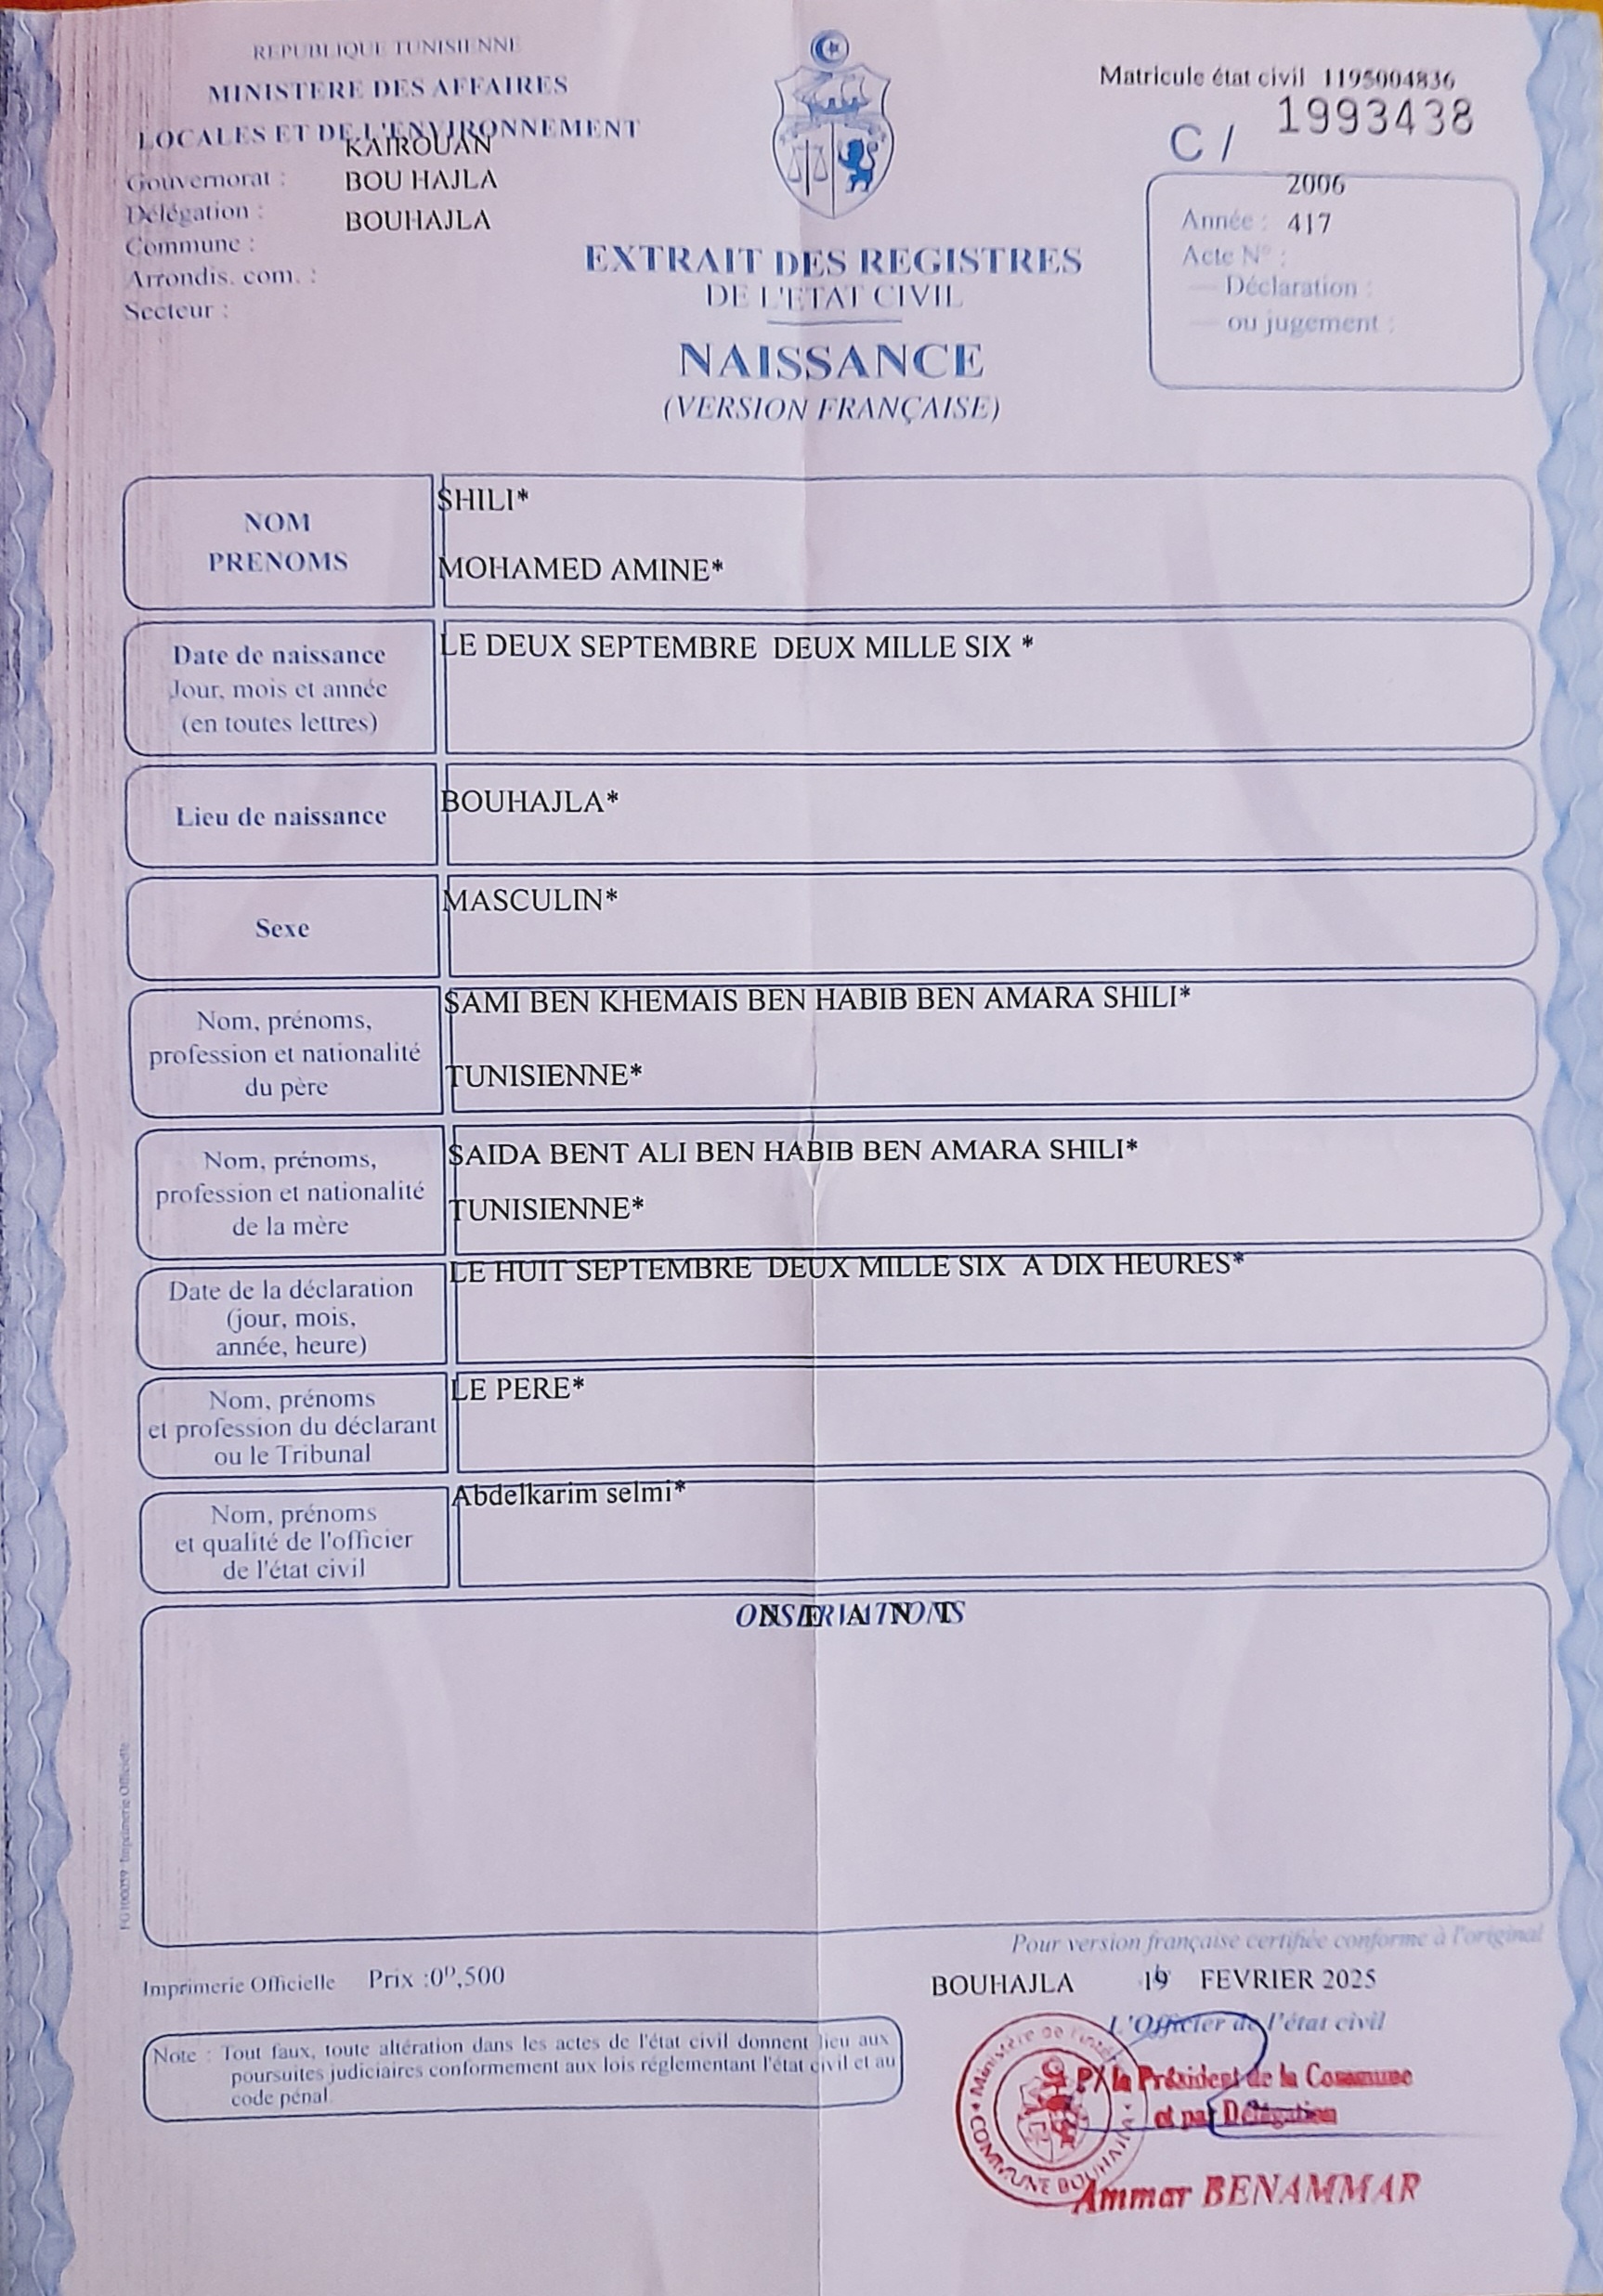 REPUBLIQUE TUNISIENNE
MINISTERE DES AFFAIRES
LOCALES ET DE L'ENVIRONNEMENT
KAIROUAN
Gouvernorat :
BOU HAJLA
Délégation :
BOUHAJLA
Commune :
Arrondis. com. :
Secteur :
Matricule état civil 1195004836
C / 1993438
2006
Année : 417
Acte N° :
— Déclaration :
— ou jugement :
EXTRAIT DES REGISTRES
DE L'ETAT CIVIL
NAISSANCE
(VERSION FRANÇAISE)
NOM
PRENOMS
SHILI*
MOHAMED AMINE*
Date de naissance
Jour, mois et année
(en toutes lettres)
LE DEUX SEPTEMBRE DEUX MILLE SIX *
Lieu de naissance
BOUHAJLA*
Sexe
MASCULIN*
Nom, prénoms,
profession et nationalité
du père
SAMI BEN KHEMAIS BEN HABIB BEN AMARA SHILI*
TUNISIENNE*
Nom, prénoms,
profession et nationalité
de la mère
SAIDA BENT ALI BEN HABIB BEN AMARA SHILI*
TUNISIENNE*
Date de la déclaration
(jour, mois,
année, heure)
LE HUIT SEPTEMBRE DEUX MILLE SIX A DIX HEURES*
Nom, prénoms
et profession du déclarant
ou le Tribunal
LE PERE*
Nom, prénoms
et qualité de l'officier
de l'état civil
Abdelkarim selmi*
OBSERVATIONS
N E A N T
FG100059 Imprimerie Officielle
Pour version française certifiée conforme à l'original
Imprimerie Officielle Prix :0ᴰ,500
BOUHAJLA 19 FEVRIER 2025
L'Officier de l'état civil
Note : Tout faux, toute altération dans les actes de l'état civil donnent lieu aux
poursuites judiciaires conformement aux lois réglementant l'état civil et au
code pénal
Ministère de l'Intér
COMMUNE BOUHAJLA
P/ la Président de la Commune
et par Délégation
Ammar BENAMMAR